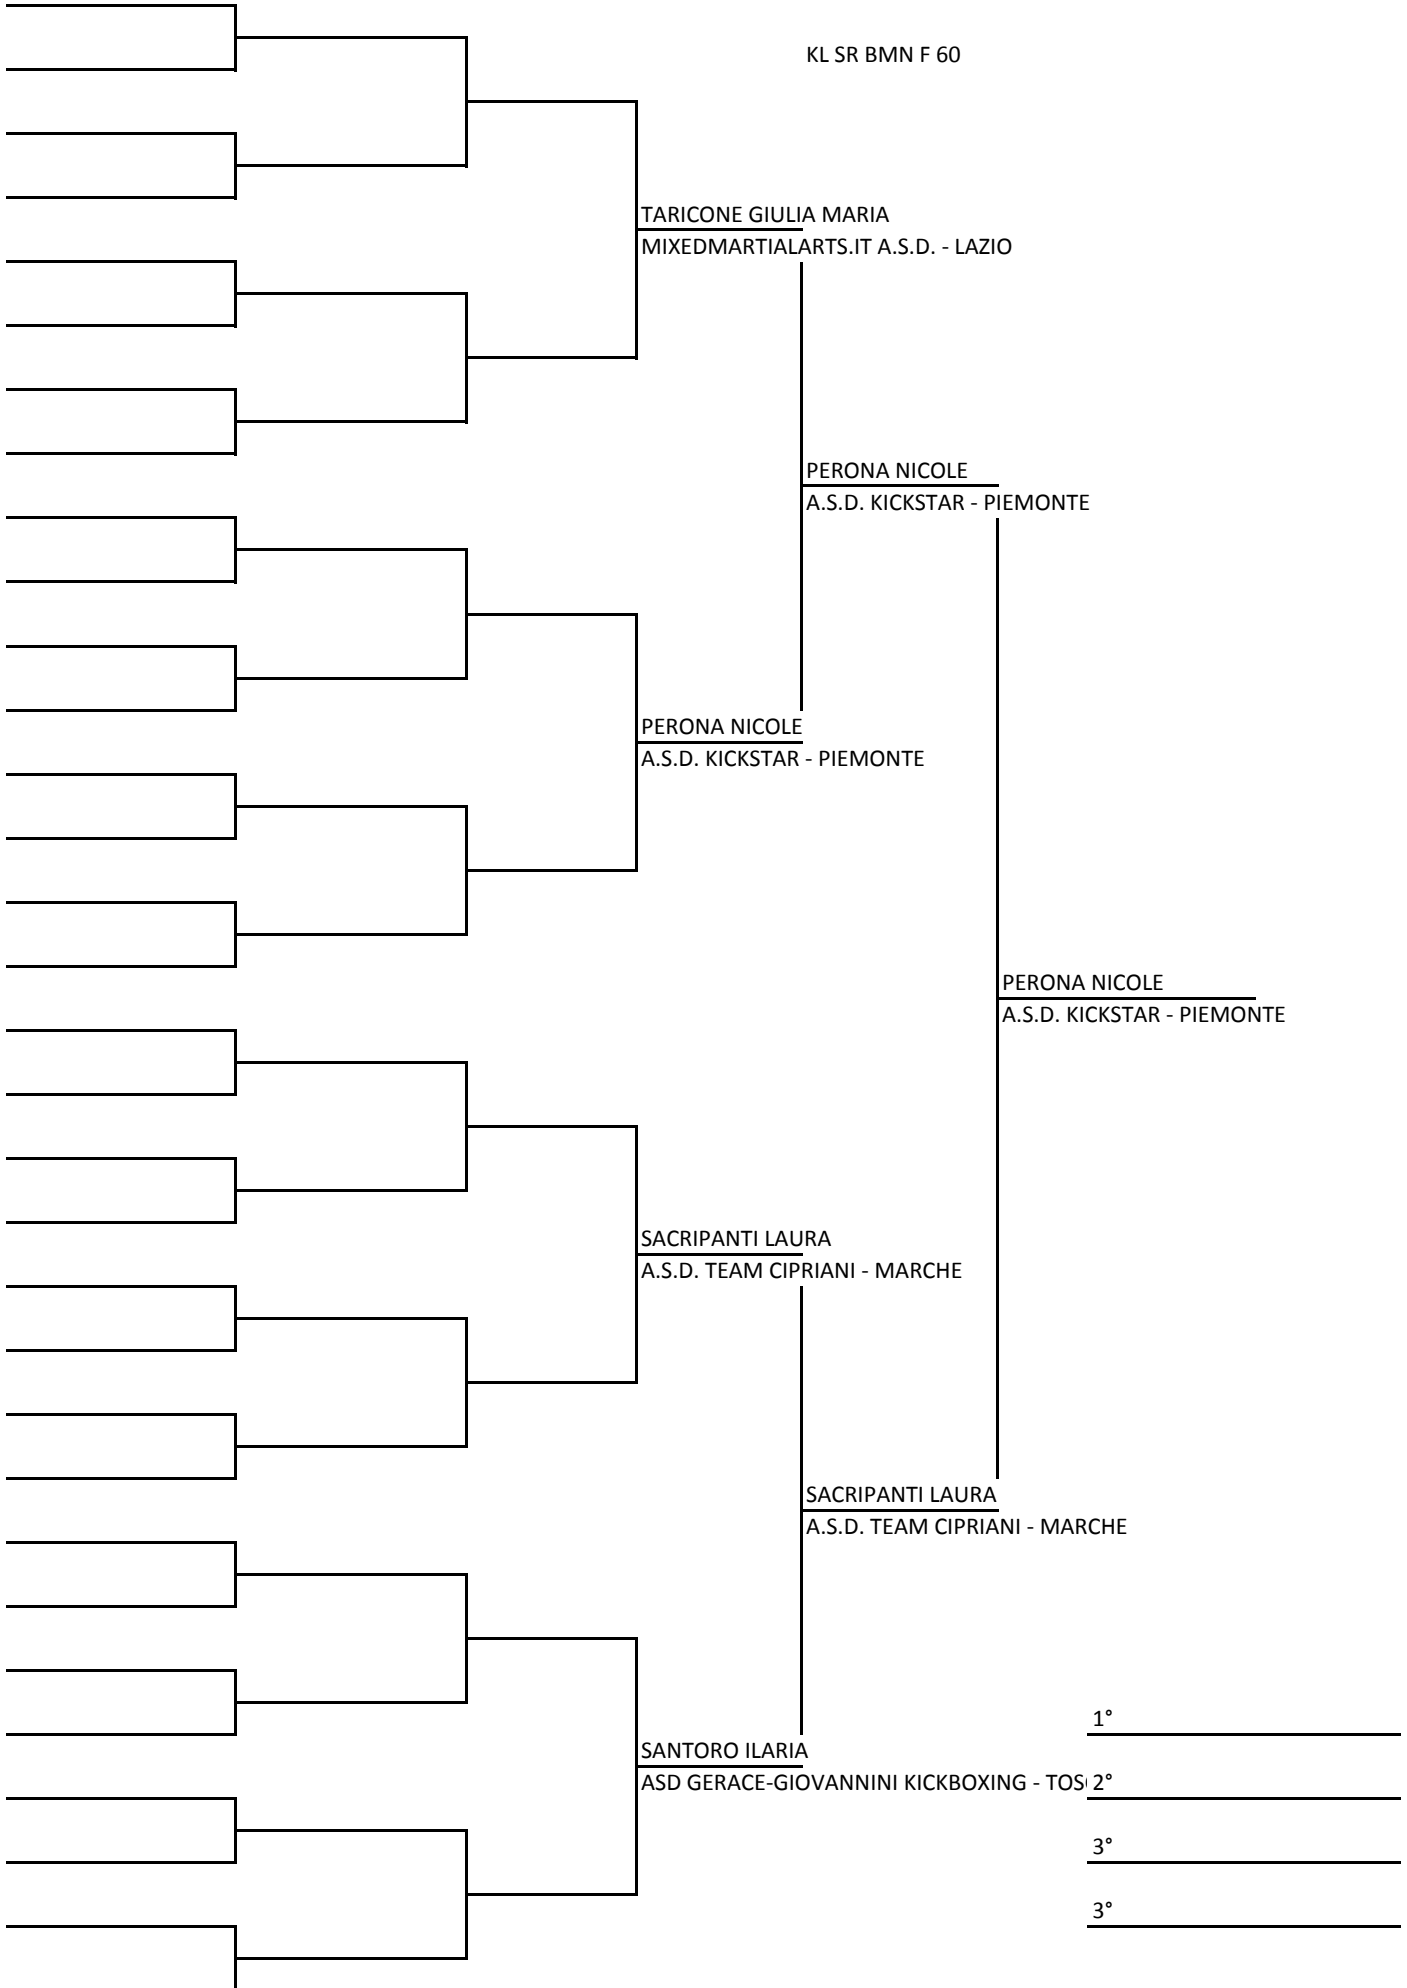 KL SR BMN F 60
TARICONE GIULIA MARIA
MIXEDMARTIALARTS.IT A.S.D. - LAZIO
PERONA NICOLE
A.S.D. KICKSTAR - PIEMONTE
PERONA NICOLE
A.S.D. KICKSTAR - PIEMONTE
PERONA NICOLE
A.S.D. KICKSTAR - PIEMONTE
SACRIPANTI LAURA
A.S.D. TEAM CIPRIANI - MARCHE
SACRIPANTI LAURA
A.S.D. TEAM CIPRIANI - MARCHE
1°
SANTORO ILARIA
ASD GERACE-GIOVANNINI KICKBOXING - TOS
2°
3°
3°